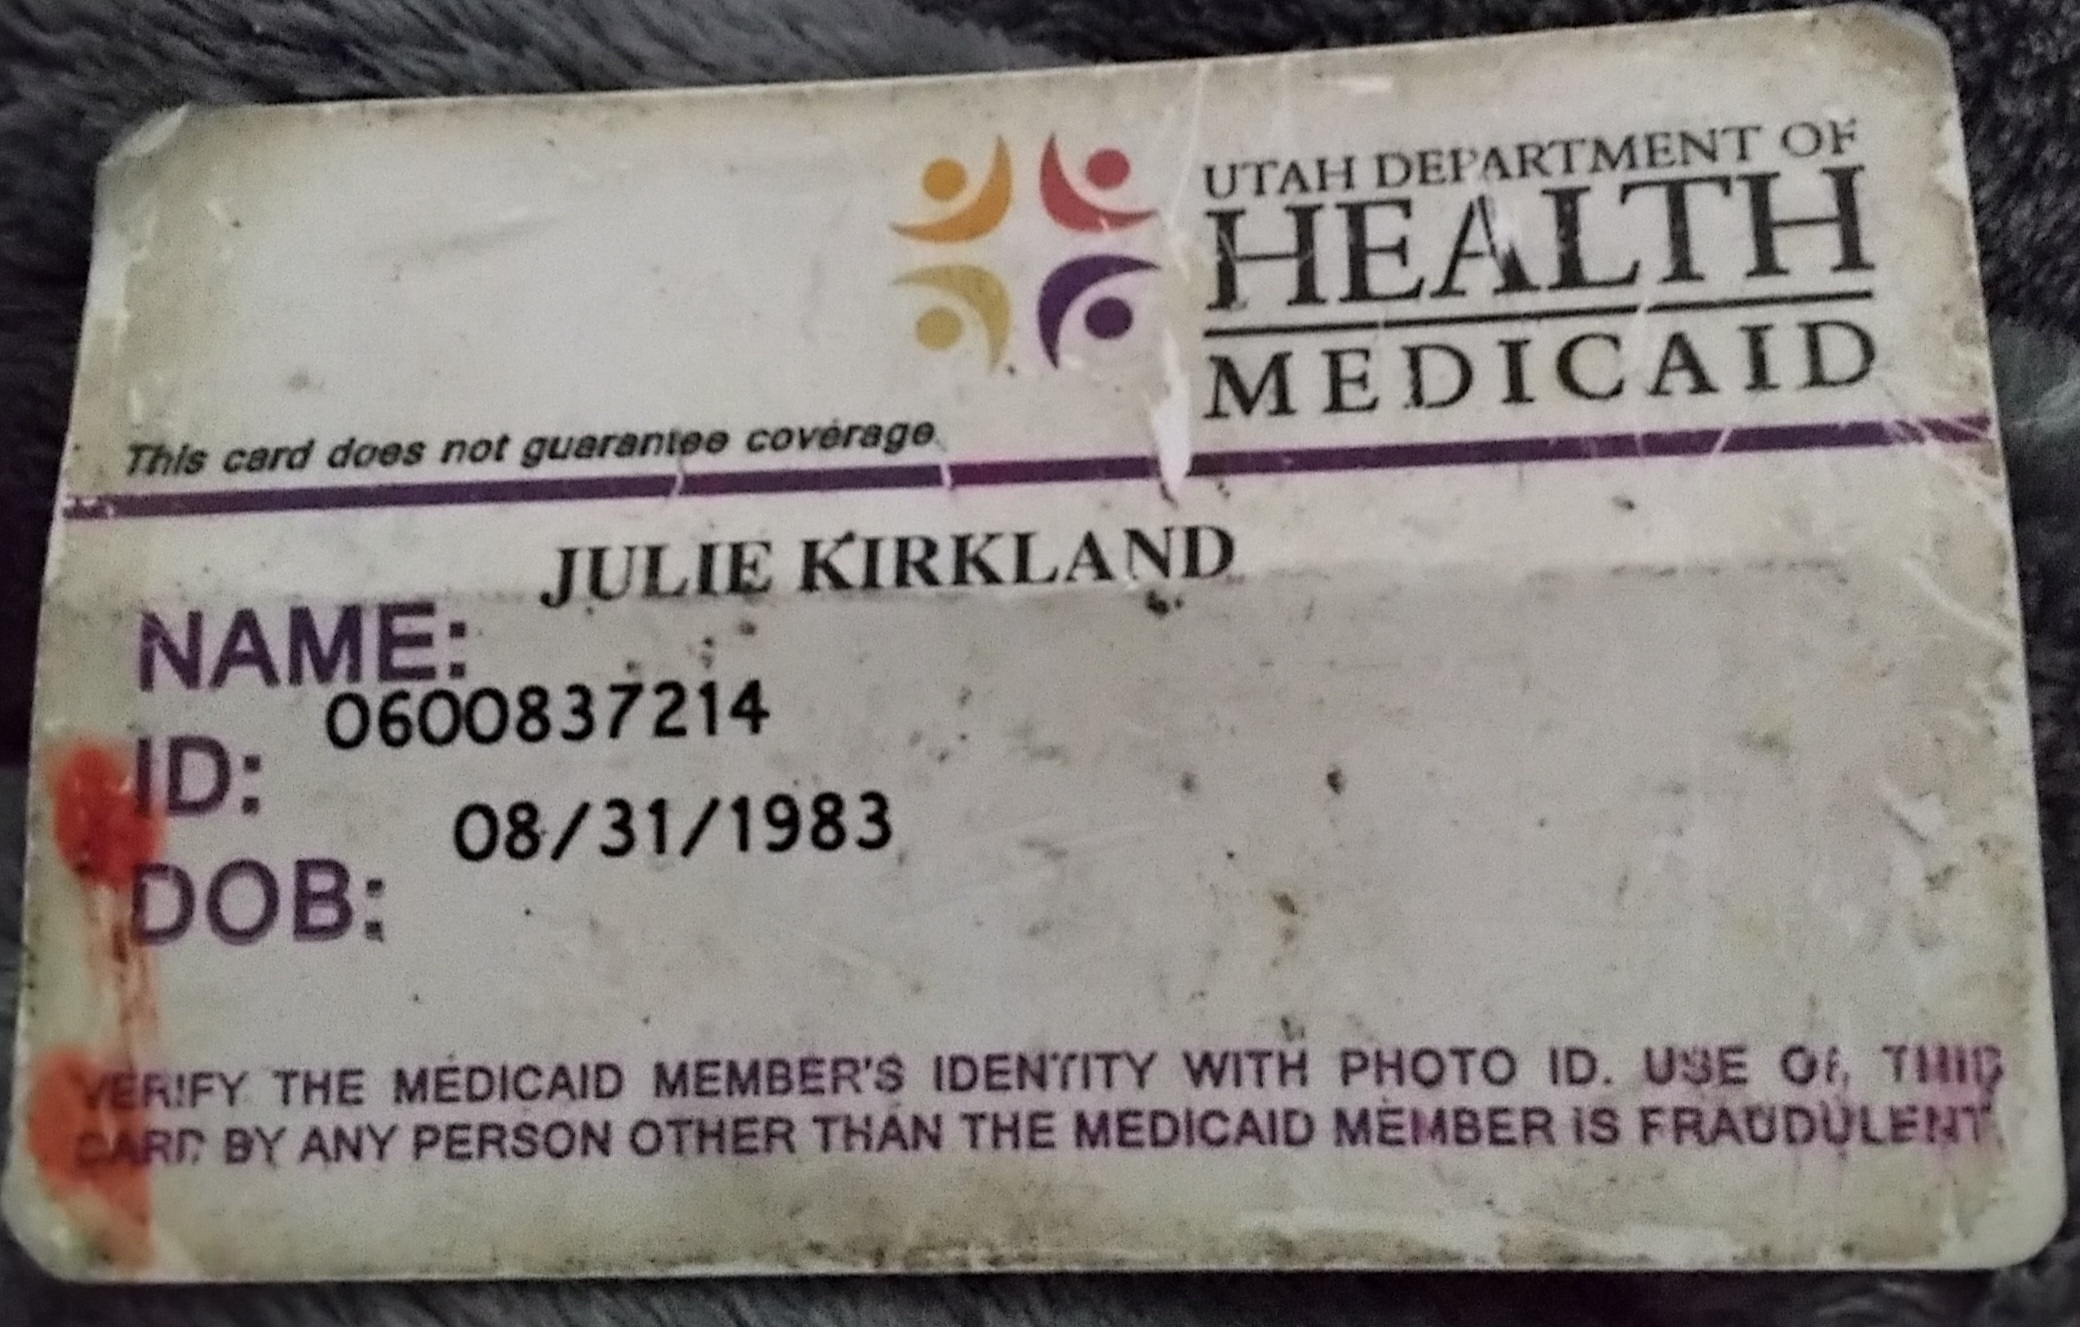 UTAH DEPARTMENT OF
HEALTH
MEDICAID
This card does not guarantee coverage.
JULIE KIRKLAND
NAME:
0600837214
ID:
08/31/1983
DOB:
VERIFY THE MEDICAID MEMBER'S IDENTITY WITH PHOTO ID. USE OF THIS
CARD BY ANY PERSON OTHER THAN THE MEDICAID MEMBER IS FRAUDULENT.